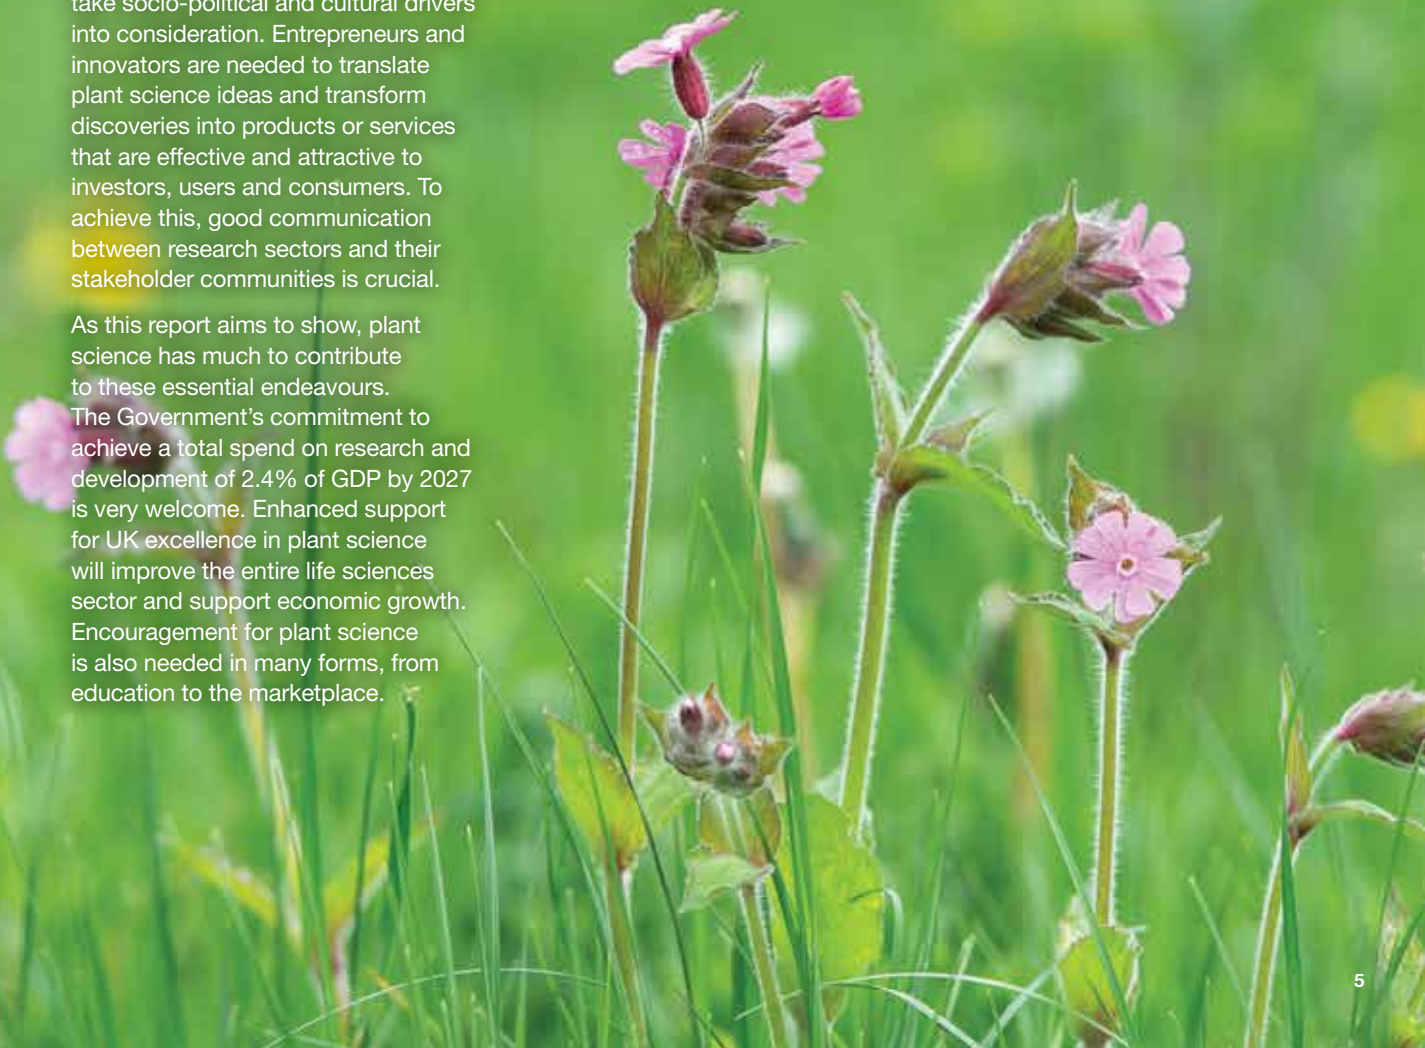 take socio-political and cultural drivers
into consideration. Entrepreneurs and
innovators are needed to translate
plant science ideas and transform
discoveries into products or services
that are effective and attractive to
investors, users and consumers. To
achieve this, good communication
between research sectors and their
stakeholder communities is crucial.
As this report aims to show, plant
science has much to contribute
to these essential endeavours.
The Government’s commitment to
achieve a total spend on research and
development of 2.4% of GDP by 2027
is very welcome. Enhanced support
for UK excellence in plant science
will improve the entire life sciences
sector and support economic growth.
Encouragement for plant science
is also needed in many forms, from
education to the marketplace.
5